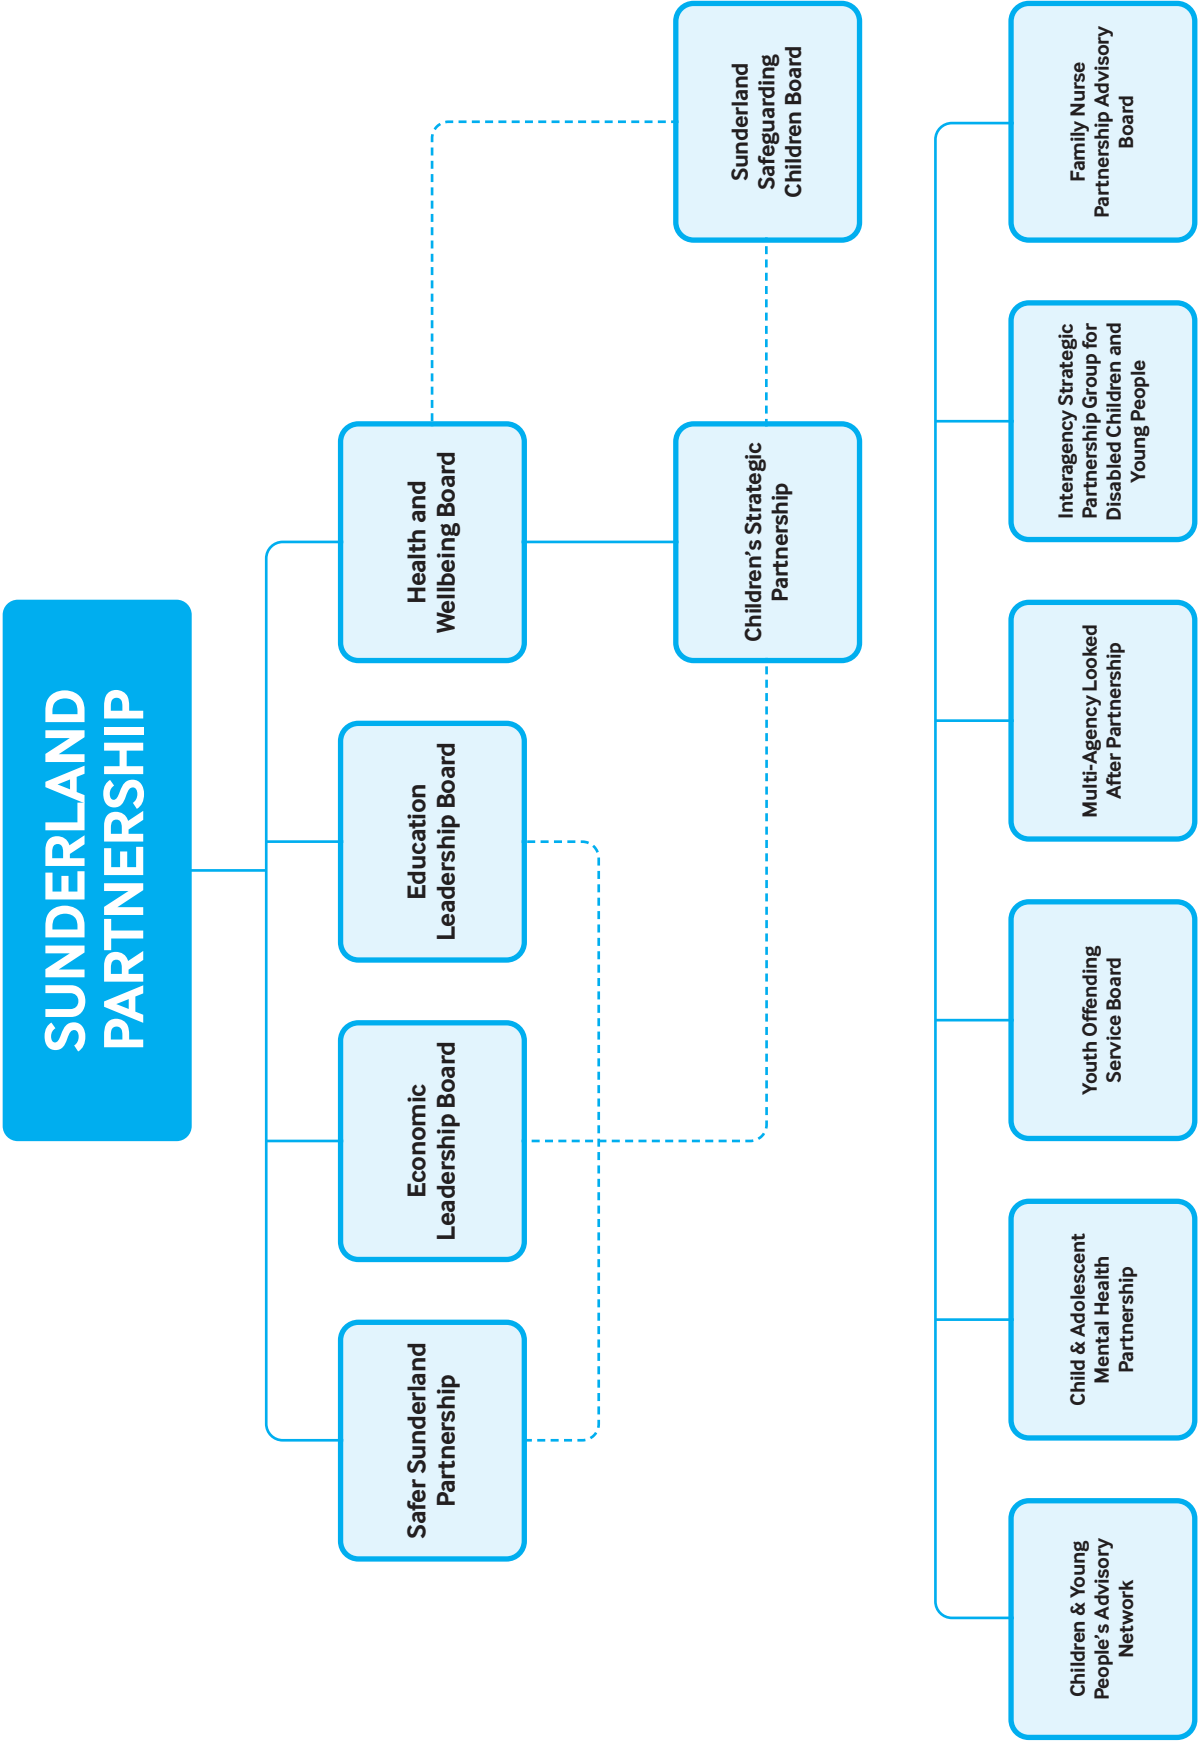 SUNDERLAND
PARTNERSHIP
Safer Sunderland
Partnership
Economic
Leadership Board
Education
Leadership Board
Health and
Wellbeing Board
Children’s Strategic
Partnership
Sunderland
Safeguarding
Children Board
Children & Young
People’s Advisory
Network
Child & Adolescent
Mental Health
Partnership
Youth Offending
Service Board
Multi-Agency Looked
After Partnership
Interagency Strategic
Partnership Group for
Disabled Children and
Young People
Family Nurse
Partnership Advisory
Board